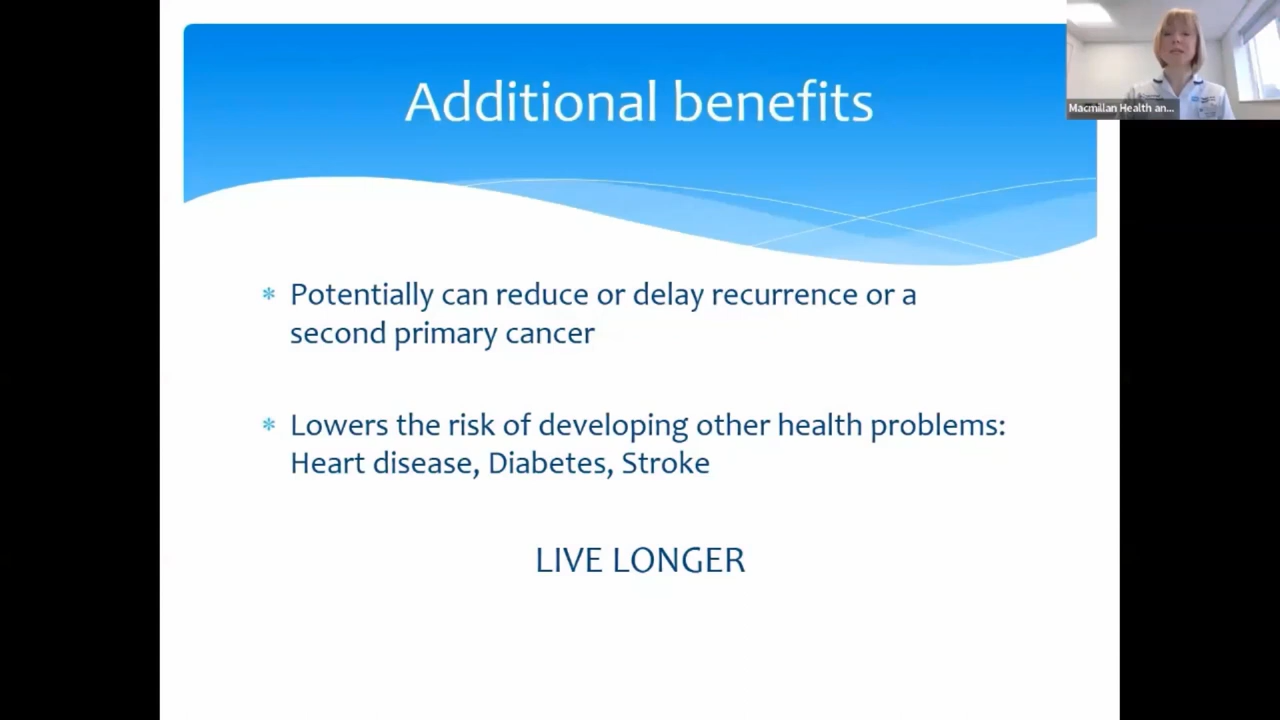 Additional benefits
Macmillan Health an...
* Potentially can reduce or delay recurrence or a
second primary cancer
* Lowers the risk of developing other health problems:
Heart disease, Diabetes, Stroke
LIVE LONGER